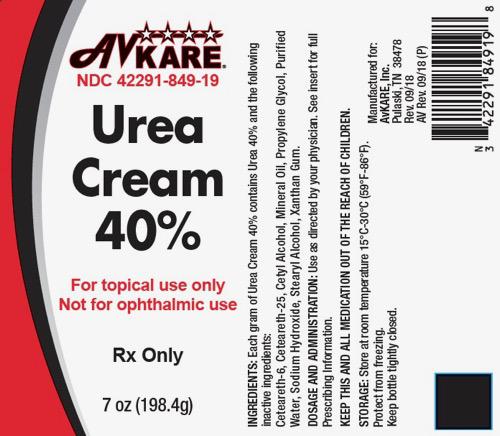 AVKARE®
NDC 42291-849-19
Urea
Cream
40%
For topical use only
Not for ophthalmic use
Rx Only
7 oz (198.4g)
INGREDIENTS: Each gram of Urea Cream 40% contains Urea 40% and the following
inactive ingredients:
Ceteareth-6, Ceteareth-25, Cetyl Alcohol, Mineral Oil, Propylene Glycol, Purified
Water, Sodium Hydroxide, Stearyl Alcohol, Xanthan Gum.
DOSAGE AND ADMINISTRATION: Use as directed by your physician. See insert for full
Prescribing Information.
KEEP THIS AND ALL MEDICATION OUT OF THE REACH OF CHILDREN.
STORAGE: Store at room temperature 15°C-30°C (59°F-86°F).
Protect from freezing.
Keep bottle tightly closed.
Manufactured for:
AvKARE, Inc.
Pulaski, TN 38478
Rev. 09/18
AV Rev. 09/18 (P)
N
3 42291 84919 8